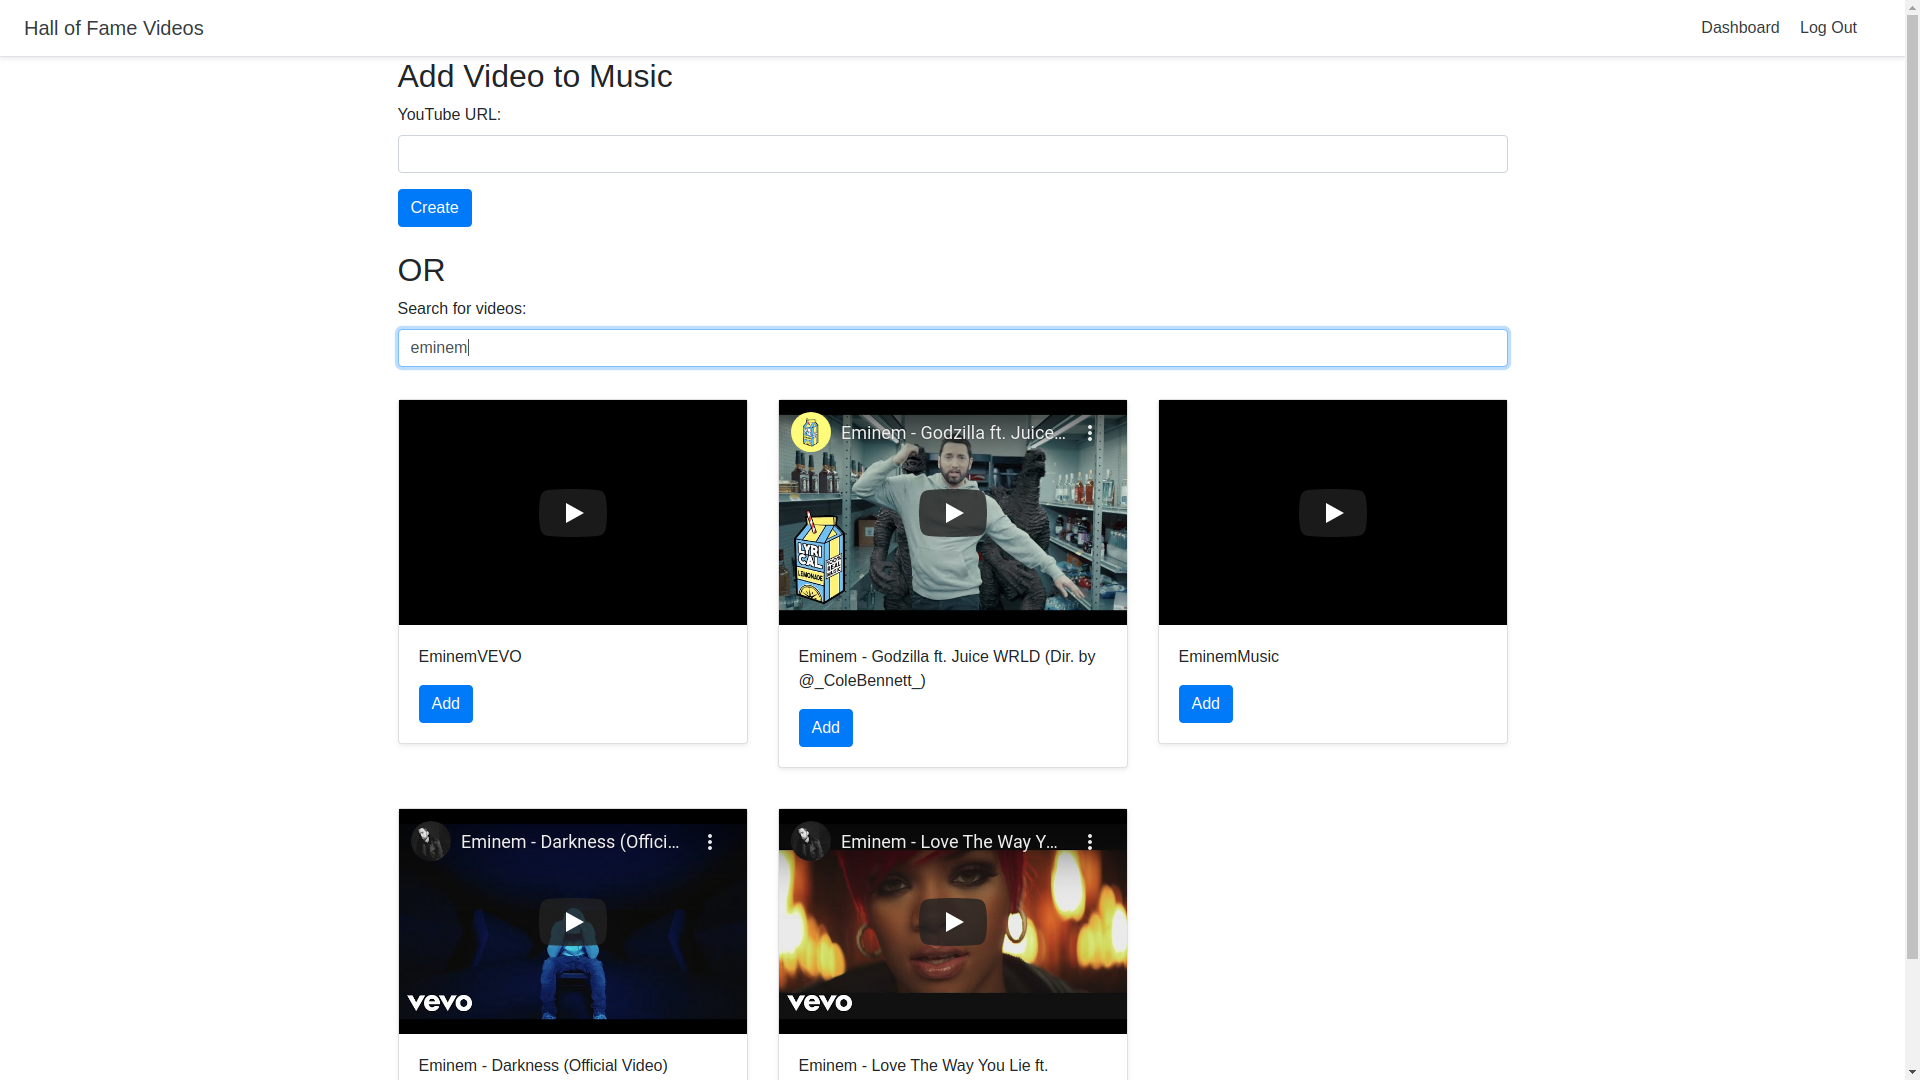 Hall of Fame Videos
Dashboard
Log Out
Add Video to Music
YouTube URL:
Create
OR
Search for videos:
eminem
Eminem - Godzilla ft. Juice...
LYRI
CAL
LEMONADE
EminemVEVO
Add
Eminem - Godzilla ft. Juice WRLD (Dir. by
@_ColeBennett_)
Add
EminemMusic
Add
Eminem - Darkness (Offici...
vevo
Eminem - Love The Way Y...
vevo
Eminem - Darkness (Official Video)
Eminem - Love The Way You Lie ft.